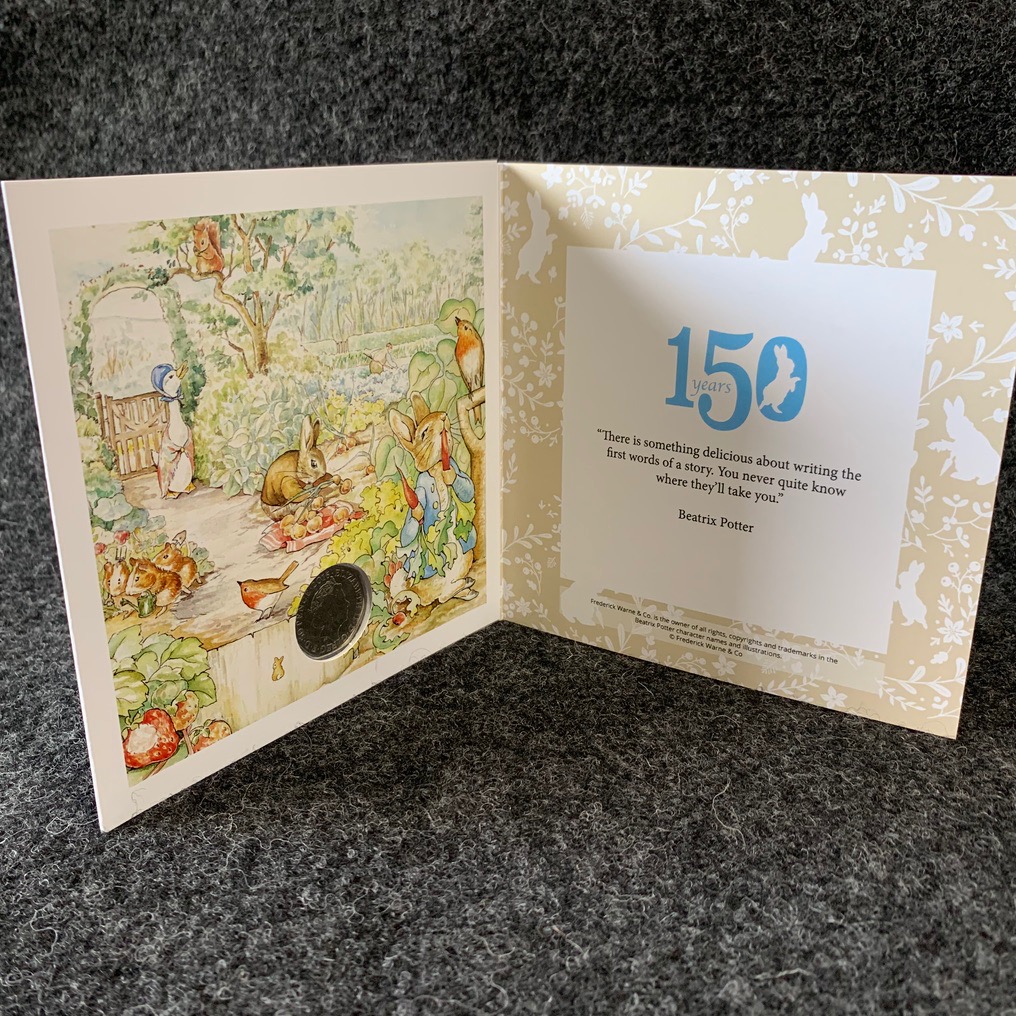 150
years
“There is something delicious about writing the
first words of a story. You never quite know
where they’ll take you.”
Beatrix Potter
Frederick Warne & Co. is the owner of all rights, copyrights and trademarks in the
Beatrix Potter character names and illustrations.
© Frederick Warne & Co